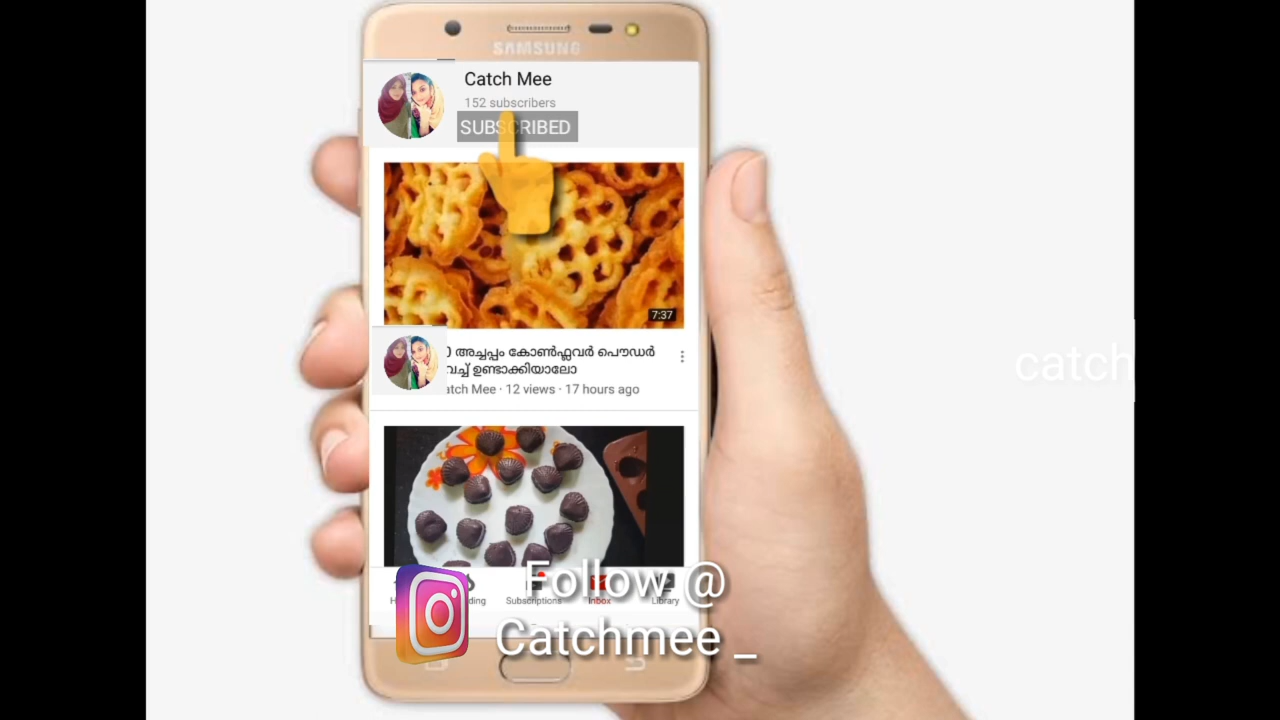 SAMSUNG
Catch Mee
152 subscribers
SUBSCRIBED
7:37
അച്ചപ്പം കോൺഫ്ലവർ പൌഡർ
വച്ച് ഉണ്ടാക്കിയാലോ
atch Mee · 12 views · 17 hours ago
catch
Follow @
Subscriptions
Inbox
Library
Catchmee _